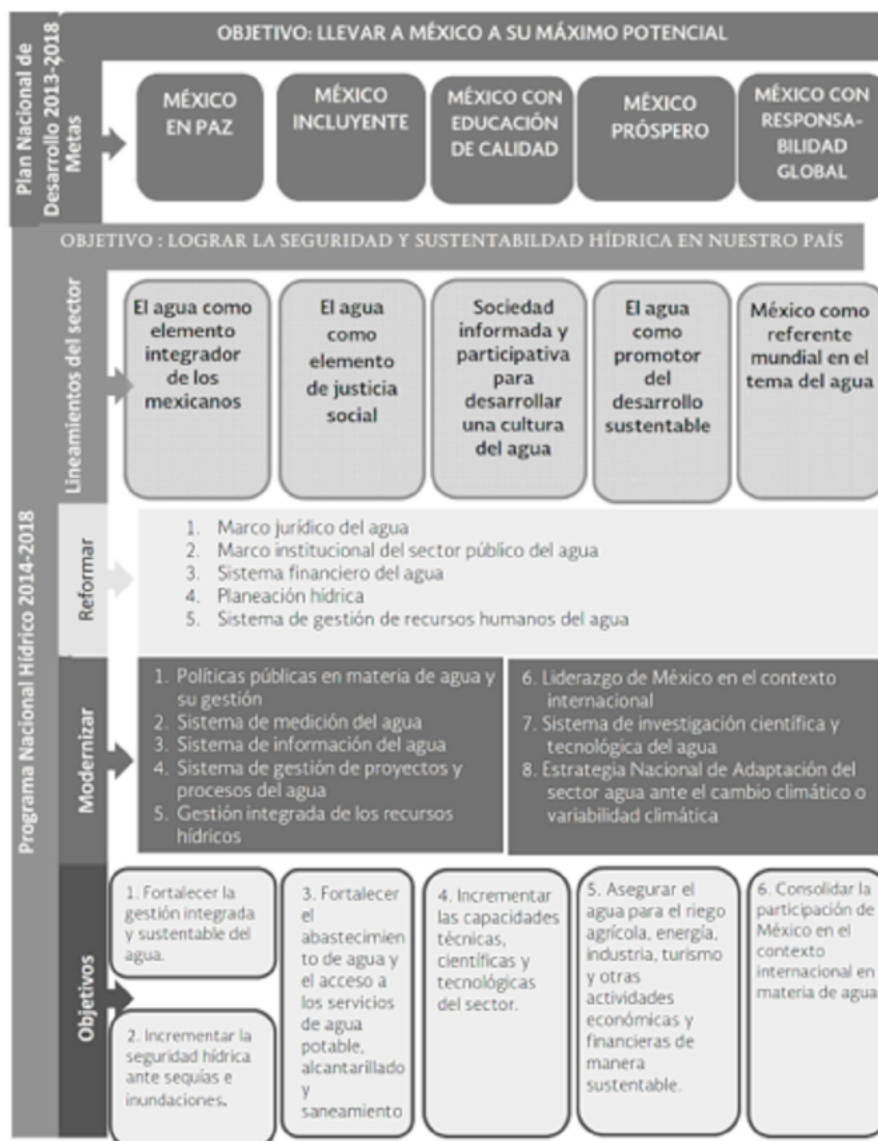 Plan Nacional de
Desarrollo 2013-2018
Metas
OBJETIVO: LLEVAR A MÉXICO A SU MÁXIMO POTENCIAL
MÉXICO
EN PAZ
MÉXICO
INCLUYENTE
MÉXICO CON
EDUCACIÓN
DE CALIDAD
MÉXICO
PRÓSPERO
MÉXICO CON
RESPONSA-
BILIDAD
GLOBAL
Programa Nacional Hídrico 2014-2018
OBJETIVO : LOGRAR LA SEGURIDAD Y SUSTENTABILDAD HÍDRICA EN NUESTRO PAÍS
Lineamientos del sector
El agua como
elemento
integrador
de los
mexicanos
El agua
como
elemento
de justicia
social
Sociedad
informada y
participativa
para
desarrollar
una cultura
del agua
El agua
como
promotor
del
desarrollo
sustentable
México como
referente
mundial en el
tema del agua
Reformar
1. Marco jurídico del agua
2. Marco institucional del sector público del agua
3. Sistema financiero del agua
4. Planeación hídrica
5. Sistema de gestión de recursos humanos del agua
Modernizar
1. Políticas públicas en materia de agua y
su gestión
2. Sistema de medición del agua
3. Sistema de información del agua
4. Sistema de gestión de proyectos y
procesos del agua
5. Gestión integrada de los recursos
hídricos
6. Liderazgo de México en el contexto
internacional
7. Sistema de investigación científica y
tecnológica del agua
8. Estrategia Nacional de Adaptación del
sector agua ante el cambio climático o
variabilidad climática
Objetivos
1. Fortalecer la
gestión integrada
y sustentable del
agua.
2. Incrementar la
seguridad hídrica
ante sequías e
inundaciones.
3. Fortalecer
el
abastecimien
to de agua y
el acceso a
los servicios
de agua
potable,
alcantarillado
y
saneamiento
4. Incrementar
las capacidades
técnicas,
científicas y
tecnológicas
del sector.
5. Asegurar el
agua para el riego
agrícola, energía,
industria, turismo
y otras
actividades
económicas y
financieras de
manera
sustentable.
6. Consolidar la
participación de
México en el
contexto
internacional en
materia de agua